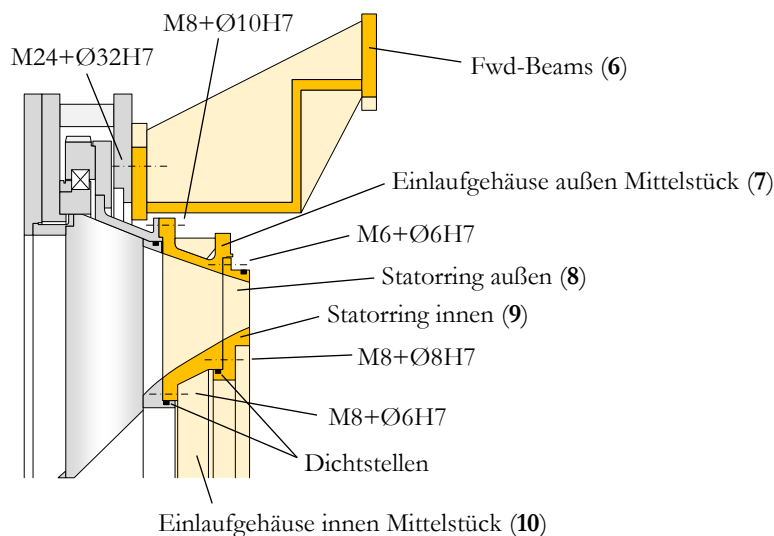 M8+Ø10H7
M24+Ø32H7
Fwd-Beams (6)
Einlaufgehäuse außen Mittelstück (7)
M6+Ø6H7
Statorring außen (8)
Statorring innen (9)
M8+Ø8H7
M8+Ø6H7
Dichtstellen
Einlaufgehäuse innen Mittelstück (10)